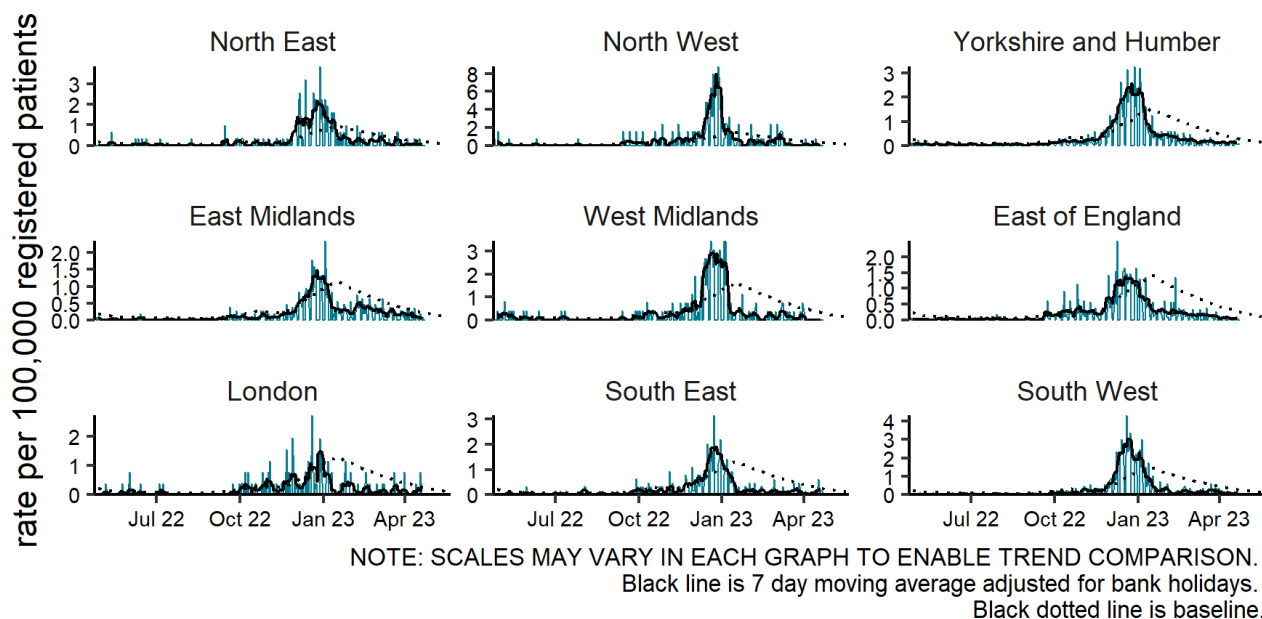 rate per 100,000 registered patients
North East
3
2
1
0
North West
8
6
4
2
0
Yorkshire and Humber
3
2
1
0
East Midlands
2.0
1.5
1.0
0.5
0.0
West Midlands
3
2
1
0
East of England
2.0
1.5
1.0
0.5
0.0
London
2
1
0
Jul 22 Oct 22 Jan 23 Apr 23
South East
3
2
1
0
Jul 22 Oct 22 Jan 23 Apr 23
South West
4
3
2
1
0
Jul 22 Oct 22 Jan 23 Apr 23
NOTE: SCALES MAY VARY IN EACH GRAPH TO ENABLE TREND COMPARISON.
Black line is 7 day moving average adjusted for bank holidays.
Black dotted line is baseline.